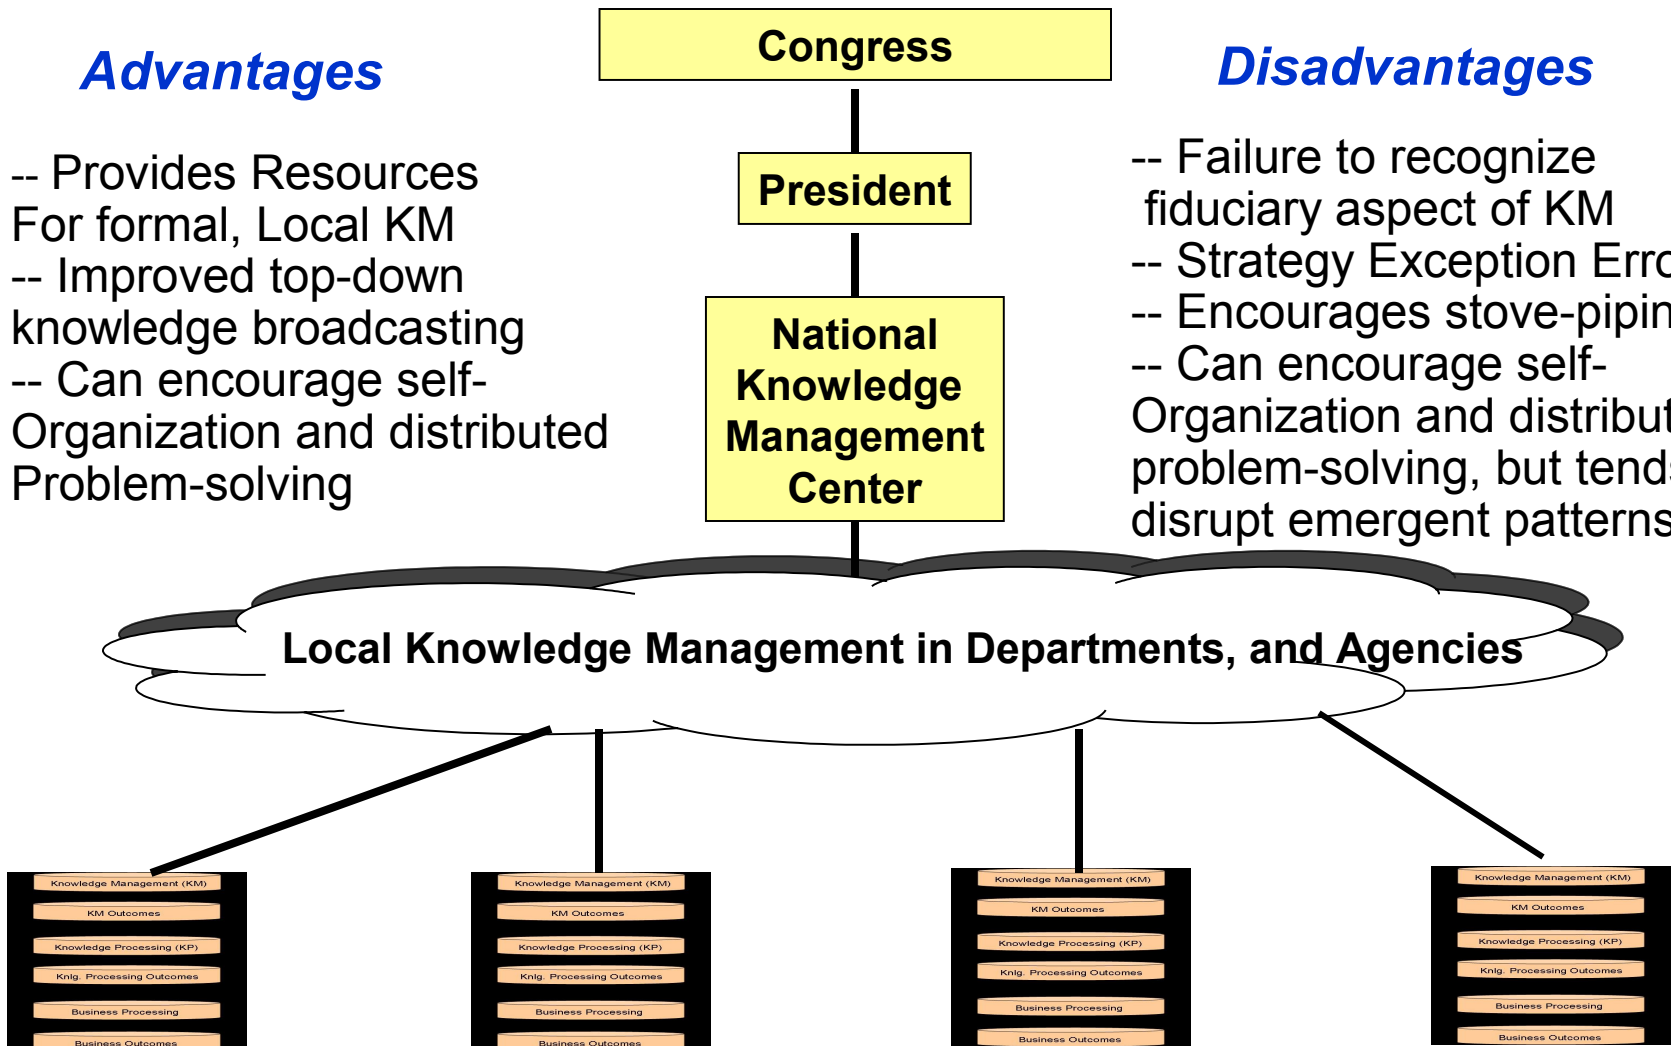 Advantages
-- Provides Resources
For formal, Local KM
-- Improved top-down
knowledge broadcasting
-- Can encourage self-
Organization and distributed
Problem-solving
Congress
President
National
Knowledge
Management
Center
Disadvantages
-- Failure to recognize
fiduciary aspect of KM
-- Strategy Exception
-- Encourages
-- Can encourage self-
Organization and
problem-solving, but
disrupt emergent patterns
Local Knowledge Management in Departments, and Agencies
Knowledge Management (KM)
KM Outcomes
Knowledge Processing (KP)
Knlg. Processing Outcomes
Business Processing
Business Outcomes
Knowledge Management (KM)
KM Outcomes
Knowledge Processing (KP)
Knlg. Processing Outcomes
Business Processing
Business Outcomes
Knowledge Management (KM)
KM Outcomes
Knowledge Processing (KP)
Knlg. Processing Outcomes
Business Processing
Business Outcomes
Knowledge Management (KM)
KM Outcomes
Knowledge Processing (KP)
Knlg. Processing Outcomes
Business Processing
Business Outcomes